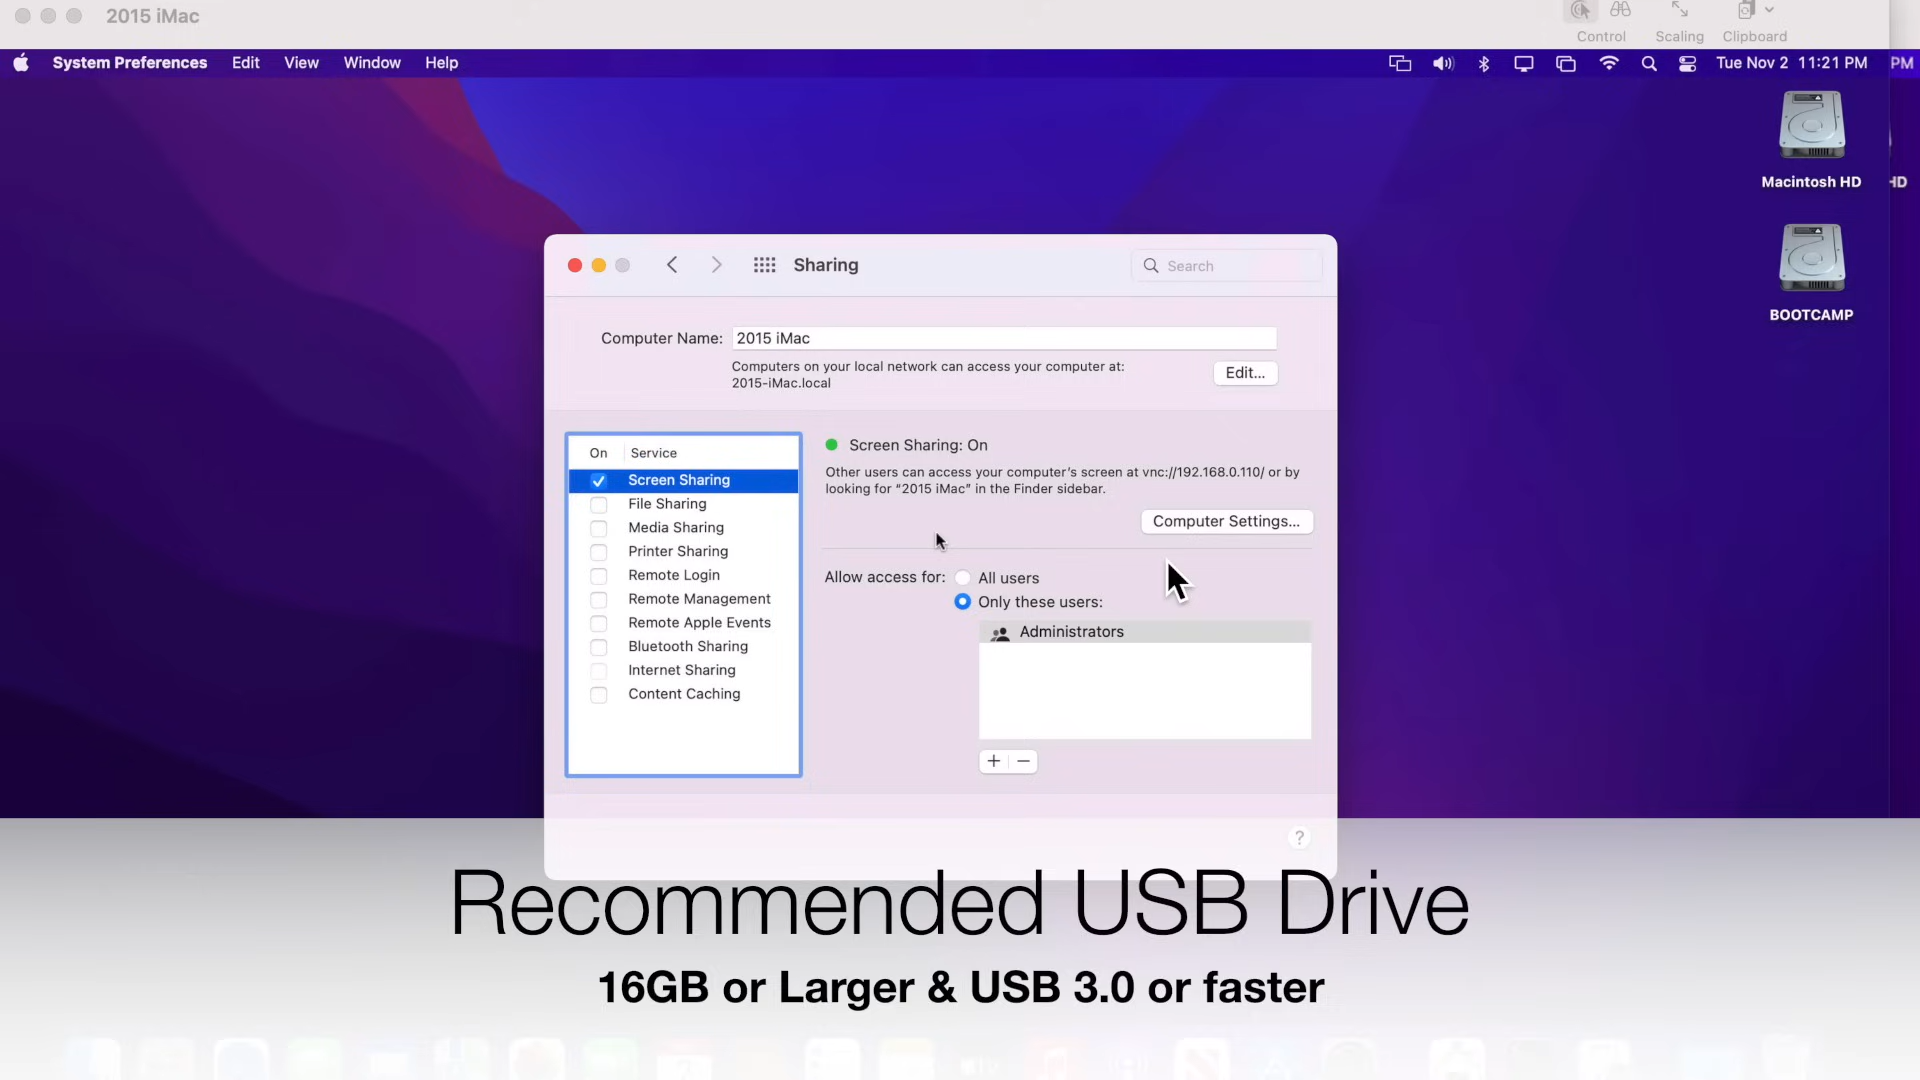 2015 iMac
Control
Scaling
Clipboard
System Preferences Edit View Window Help
Tue Nov 2 11:21 PM
PM
Macintosh HD
HD
BOOTCAMP
Sharing
Search
Computer Name: 2015 iMac
Computers on your local network can access your computer at:
2015-iMac.local
Edit...
On Service
Screen Sharing
File Sharing
Media Sharing
Printer Sharing
Remote Login
Remote Management
Remote Apple Events
Bluetooth Sharing
Internet Sharing
Content Caching
Screen Sharing: On
Other users can access your computer's screen at vnc://192.168.0.110/ or by
looking for “2015 iMac” in the Finder sidebar.
Computer Settings...
Allow access for: All users
Only these users:
Administrators
+ −
?
Recommended USB Drive
16GB or Larger & USB 3.0 or faster